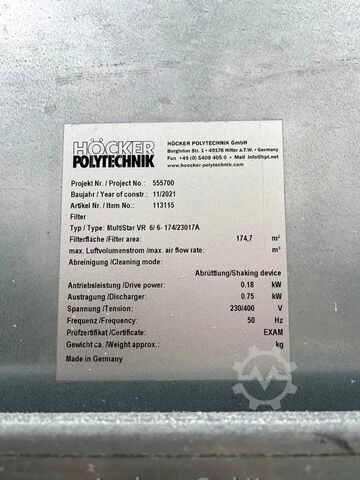 HÖCKER
POLYTECHNIK
HÖCKER POLYTECHNIK GmbH
Borgloher Str. 1 • 49176 Hilter a.T.W. • Germany
Fon +49 (0) 5409 405 0 • Mail info@hpt.net
www.hoecker-polytechnik.com
Projekt Nr / Project No.: 555700
Baujahr / Year of constr.: 11/2021
Artikel Nr / Item No.: 113115
Filter
Typ / Type: MultiStar VR 6/ 6- 174/23017A
Filterfläche /Filter area: 174,7 m²
max. Luftvolumenstrom /max. air flow rate: m³
Abreinigung /Cleaning mode:
Abrüttlung/Shaking device
Antriebsleistung /Drive power: 0.18 kW
Austragung /Discharger: 0.75 kW
Spannung /Tension: 230/400 V
Frequenz/Frequency: 50 Hz
Prüfzertifikat /Certificate: EXAM
Gewicht ca. /Weight approx.: kg
Made in Germany